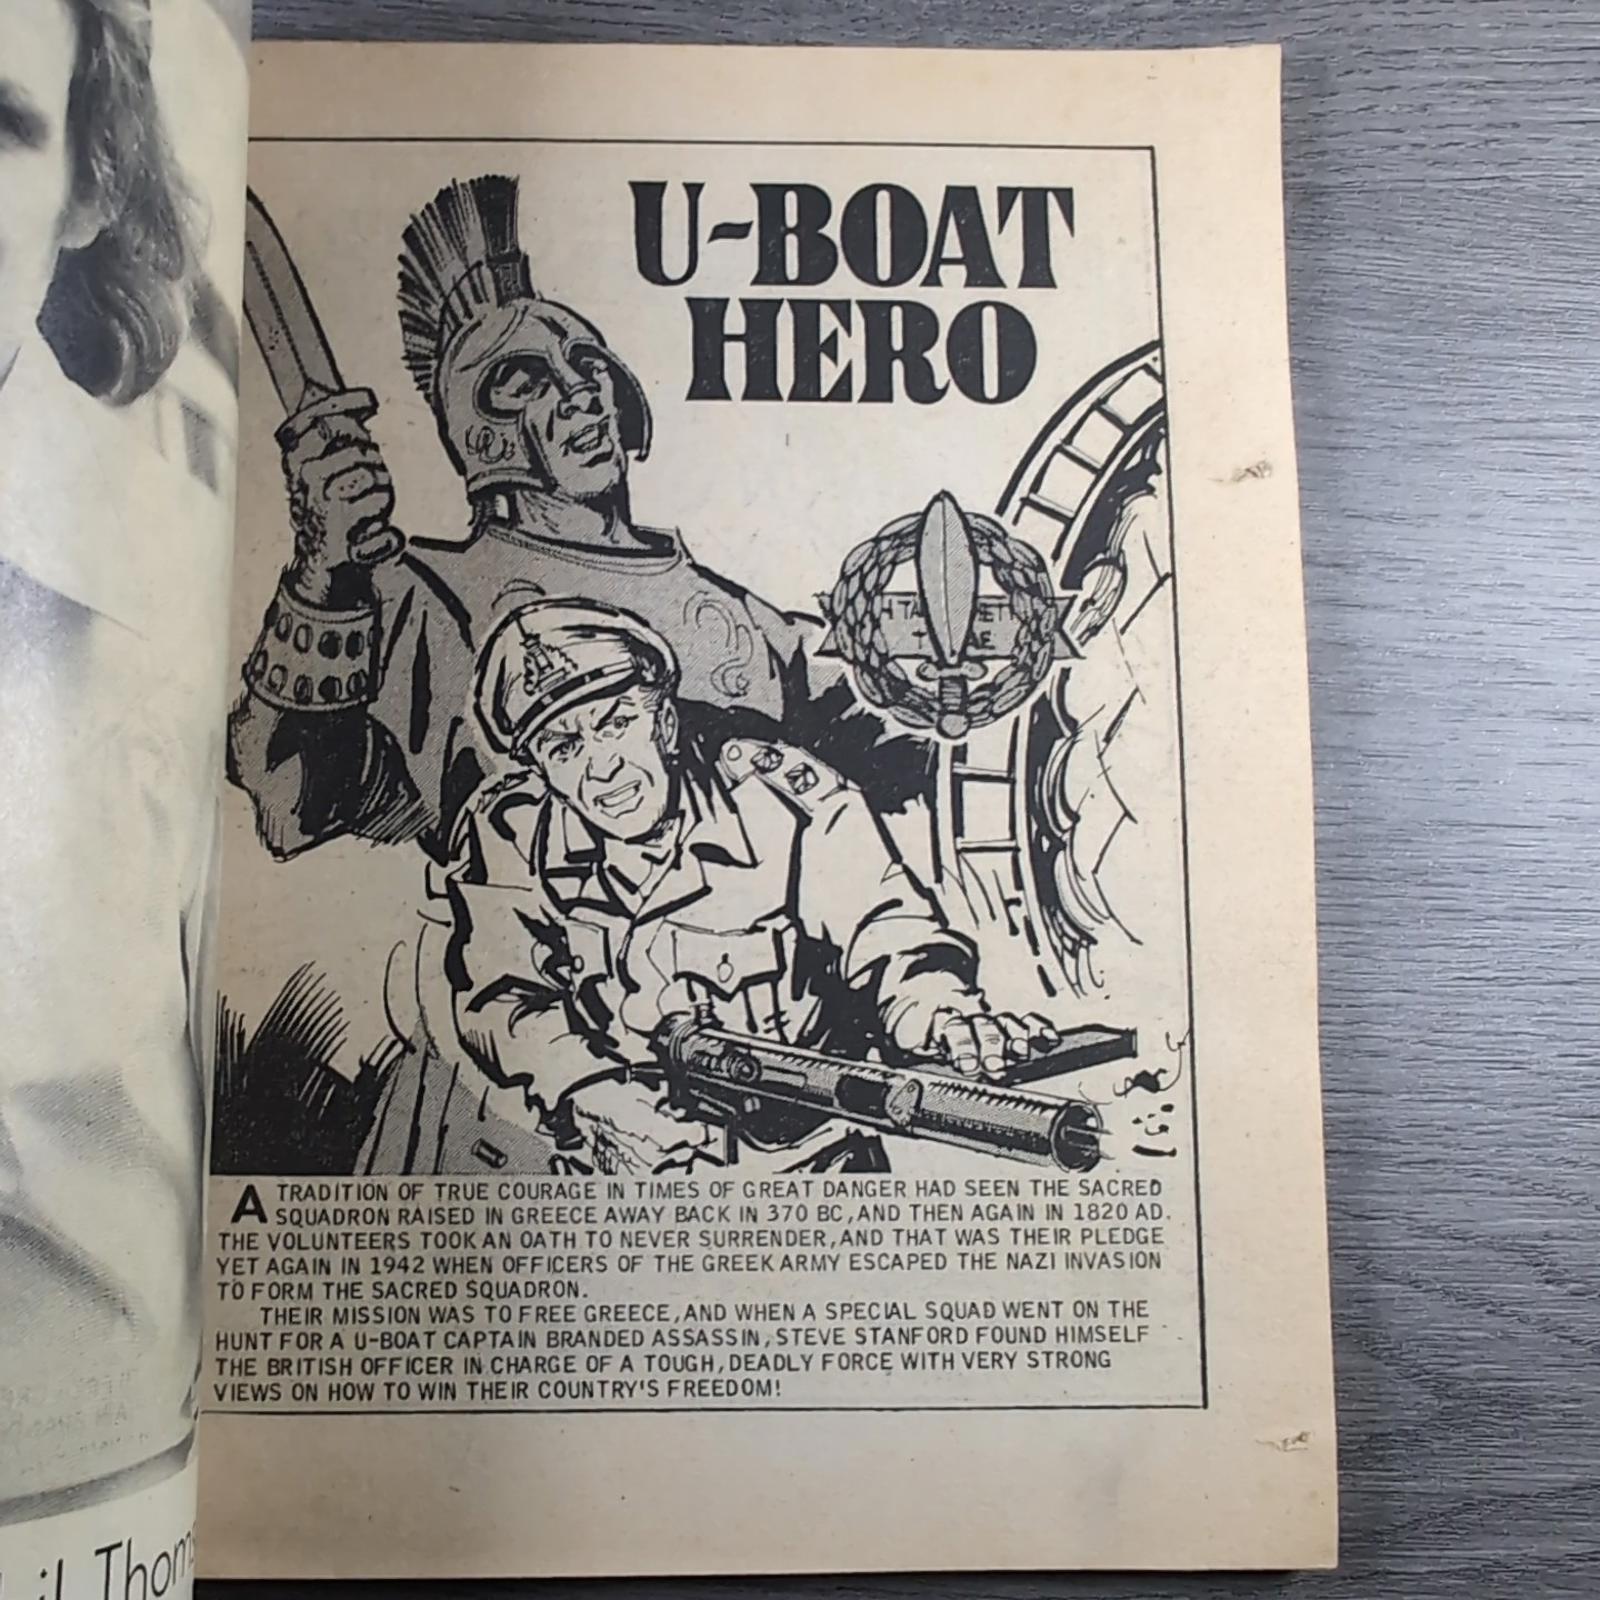 U-BOAT
HERO
A TRADITION OF TRUE COURAGE IN TIMES OF GREAT DANGER HAD SEEN THE SACRED
SQUADRON RAISED IN GREECE AWAY BACK IN 370 BC, AND THEN AGAIN IN 1820 AD.
THE VOLUNTEERS TOOK AN OATH TO NEVER SURRENDER, AND THAT WAS THEIR PLEDGE
YET AGAIN IN 1942 WHEN OFFICERS OF THE GREEK ARMY ESCAPED THE NAZI INVASION
TO FORM THE SACRED SQUADRON.
THEIR MISSION WAS TO FREE GREECE, AND WHEN A SPECIAL SQUAD WENT ON THE
HUNT FOR A U-BOAT CAPTAIN BRANDED ASSASSIN, STEVE STANFORD FOUND HIMSELF
THE BRITISH OFFICER IN CHARGE OF A TOUGH, DEADLY FORCE WITH VERY STRONG
VIEWS ON HOW TO WIN THEIR COUNTRY'S FREEDOM!